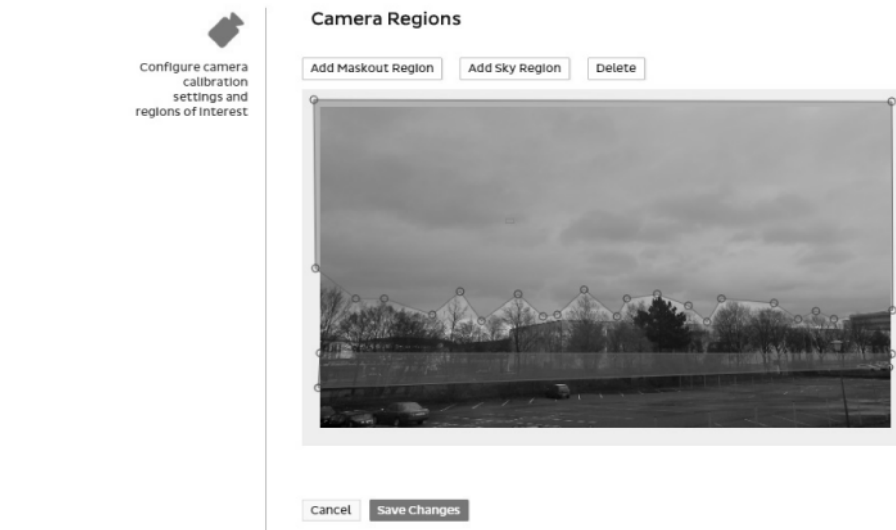 Camera Regions
Configure camera
calibration
settings and
regions of interest
Add Maskout Region
Add Sky Region
Delete
Cancel
Save Changes